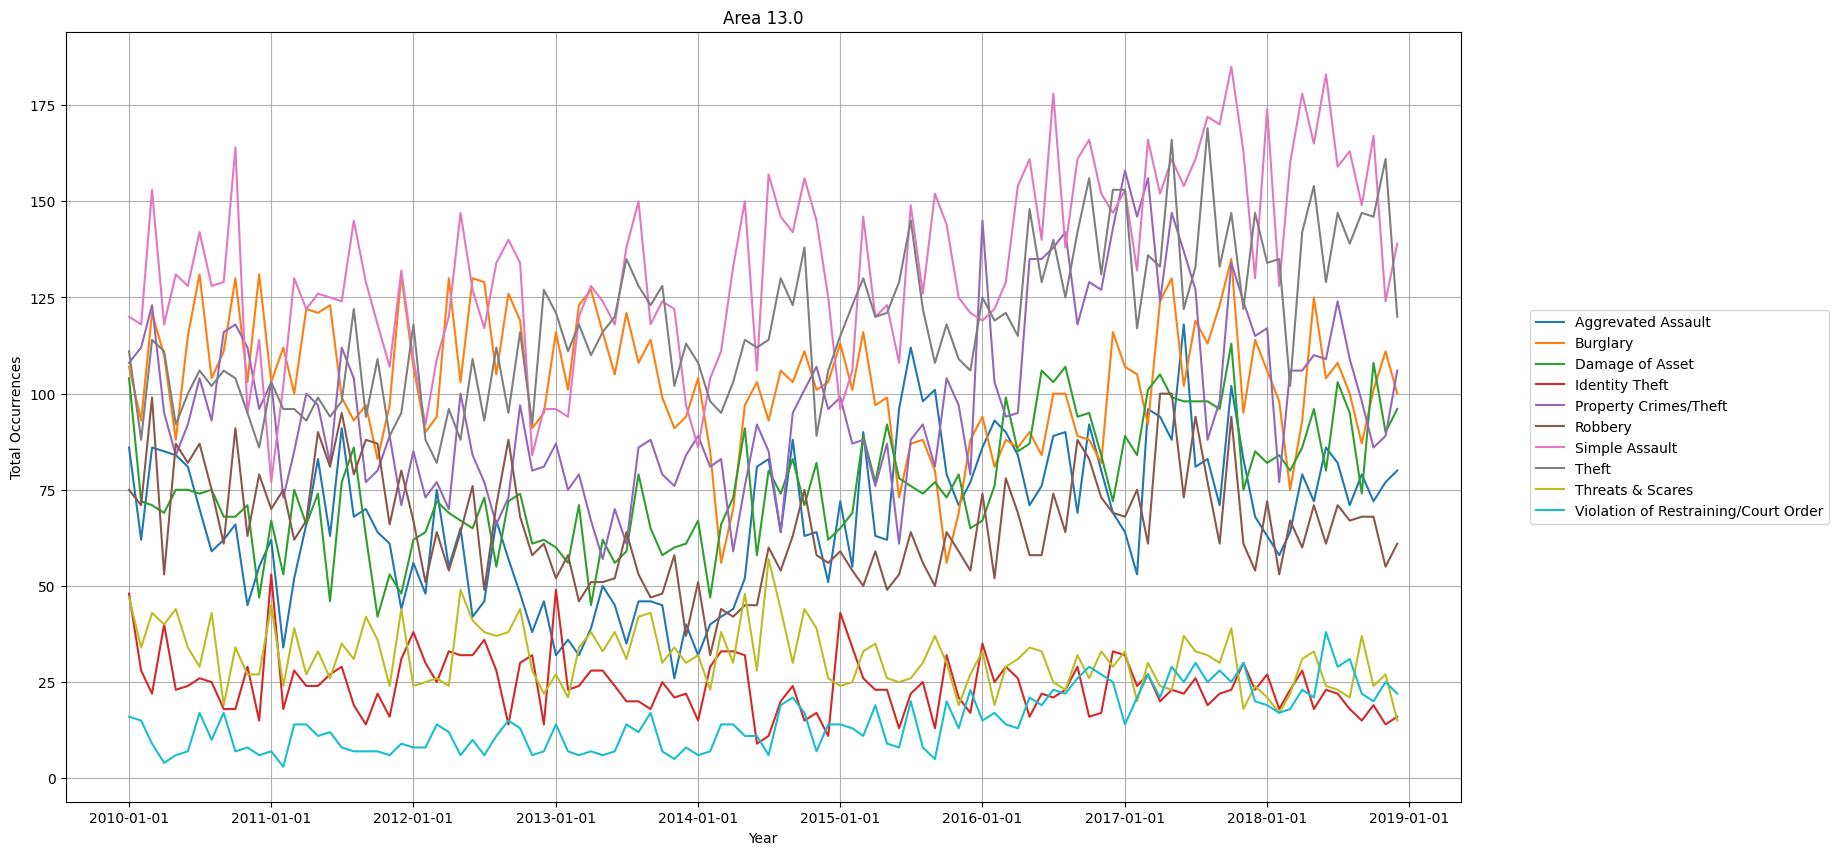 Area 13.0
Total Occurrences
175
150
125
100
75
50
25
0
2010-01-01 2011-01-01 2012-01-01 2013-01-01 2014-01-01 2015-01-01 2016-01-01 2017-01-01 2018-01-01 2019-01-01
Year
Aggrevated Assault
Burglary
Damage of Asset
Identity Theft
Property Crimes/Theft
Robbery
Simple Assault
Theft
Threats & Scares
Violation of Restraining/Court Order